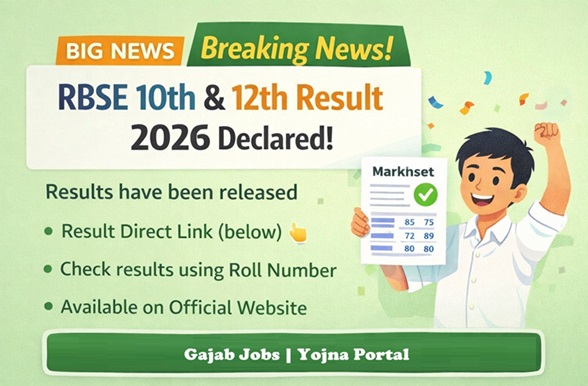 BIG NEWS
Breaking News!
RBSE 10th & 12th Result
2026 Declared!
Results have been released
• Result Direct Link (below) 👆
• Check results using Roll Number
• Available on Official Website
Markhset
85 75
72 89
80 80
Gajab Jobs | Yojna Portal